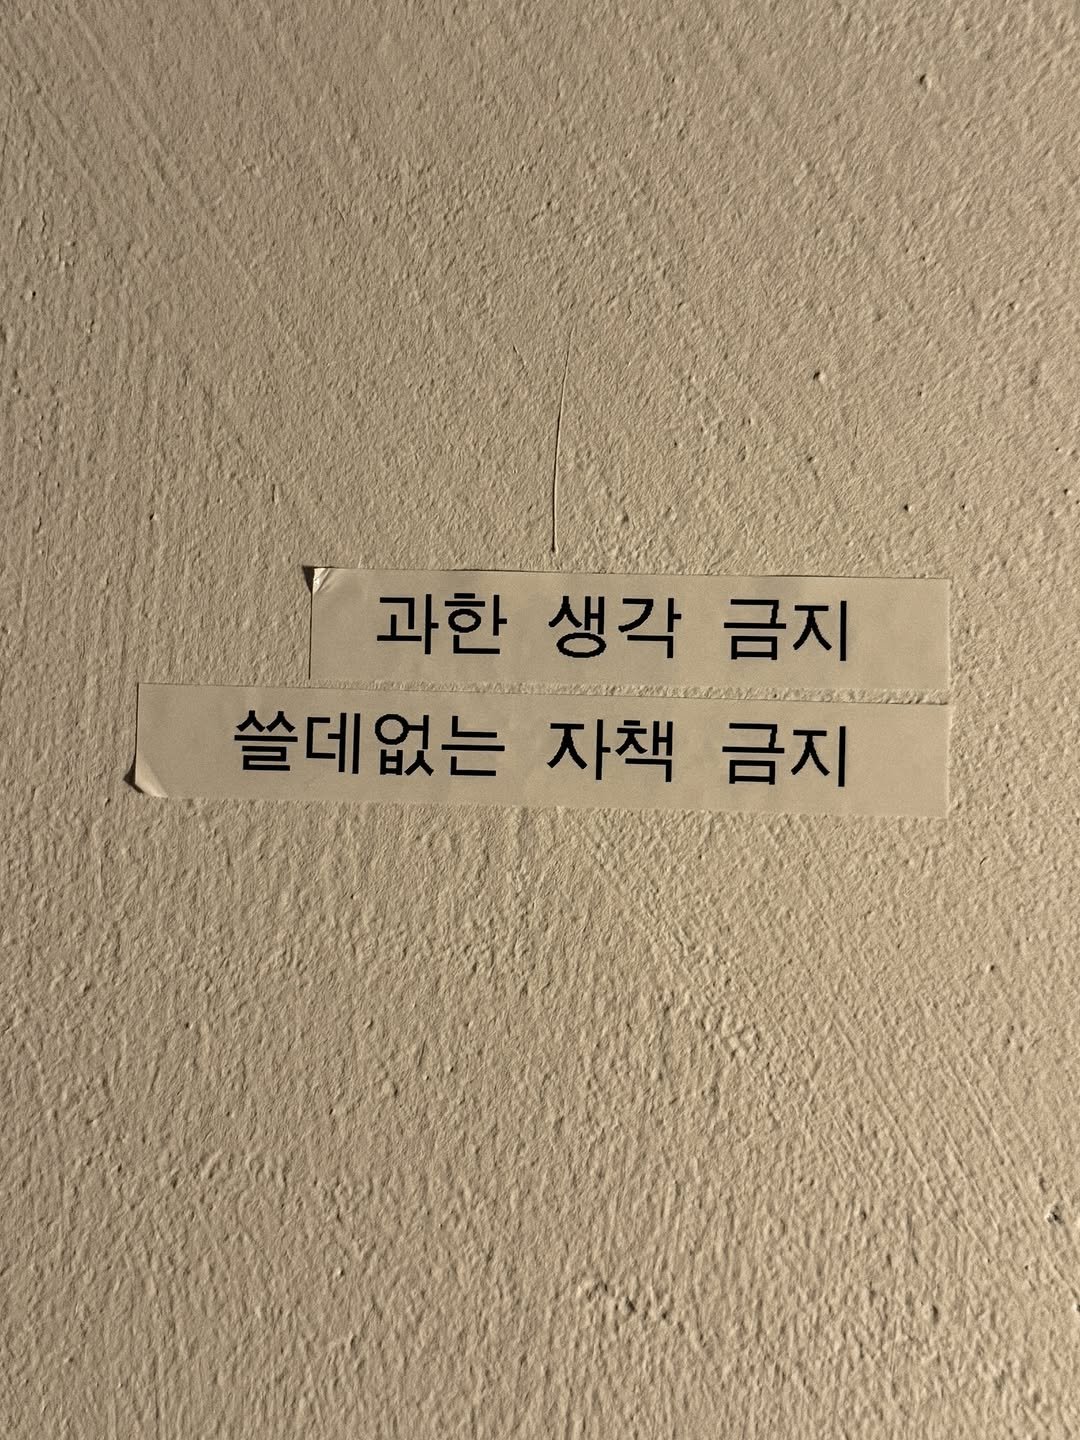 과한 생각 금지
쓸데없는 자책 금지